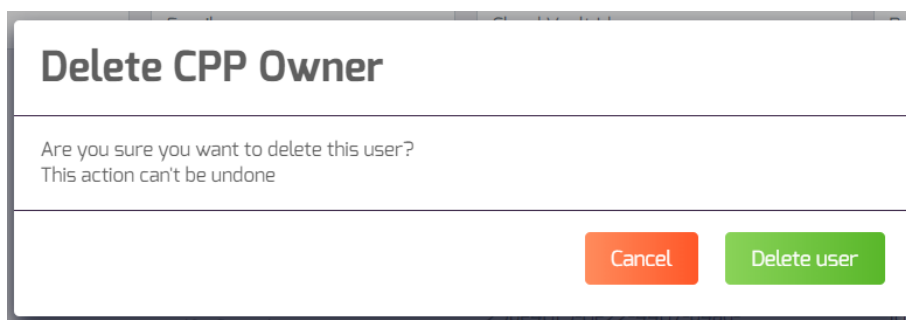 Delete CPP Owner
Are you sure you want to delete this user?
This action can't be undone
Cancel
Delete user